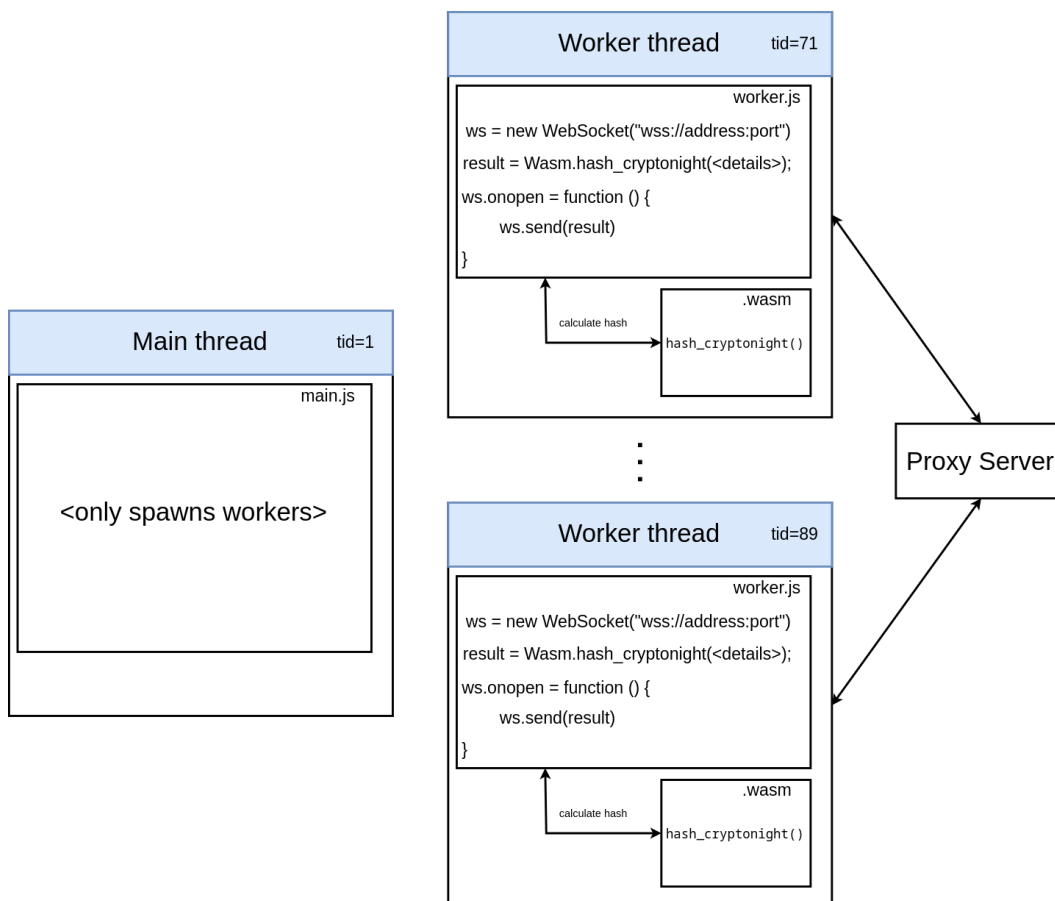 Main thread
tid=1
main.js
<only spawns workers>
Worker thread
tid=71
worker.js
ws = new WebSocket("wss://address:port")
result = Wasm.hash_cryptonight(<details>);
ws.onopen = function () {
ws.send(result)
}
calculate hash
.wasm
hash_cryptonight()
Worker thread
tid=89
worker.js
ws = new WebSocket("wss://address:port")
result = Wasm.hash_cryptonight(<details>);
ws.onopen = function () {
ws.send(result)
}
calculate hash
.wasm
hash_cryptonight()
Proxy Server